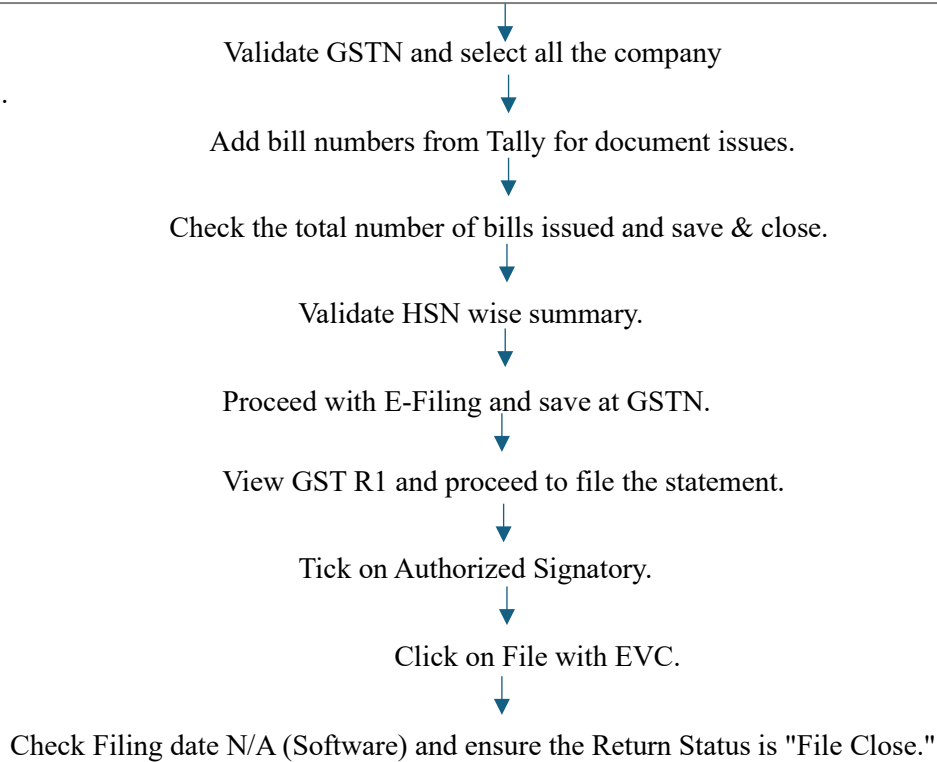 Validate GSTN and select all the company
.
Add bill numbers from Tally for document issues.
Check the total number of bills issued and save & close.
Validate HSN wise summary.
Proceed with E-Filing and save at GSTN.
View GST R1 and proceed to file the statement.
Tick on Authorized Signatory.
Click on File with EVC.
Check Filing date N/A (Software) and ensure the Return Status is "File Close."